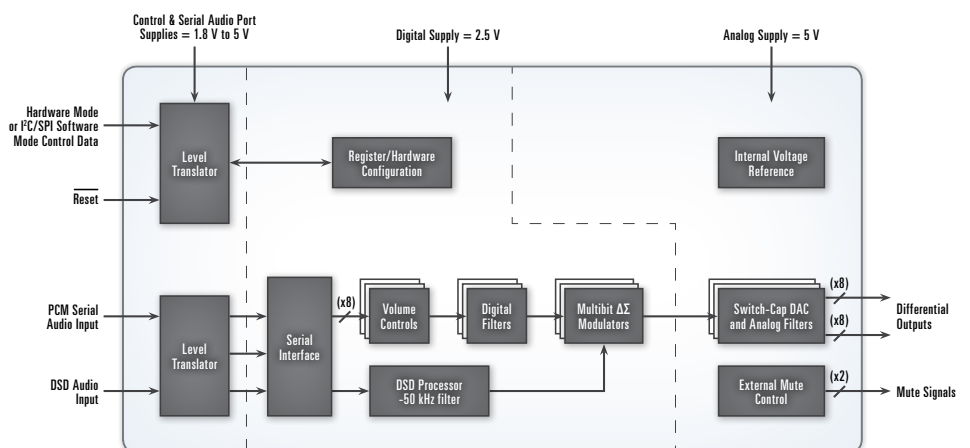 Control & Serial Audio Port
Supplies = 1.8 V to 5 V
Digital Supply = 2.5 V
Analog Supply = 5 V
Hardware Mode
or I²C/SPI Software
Mode Control Data
Reset
Level
Translator
Register/Hardware
Configuration
Internal Voltage
Reference
PCM Serial
Audio Input
DSD Audio
Input
Level
Translator
Serial
Interface
(x8)
Volume
Controls
Digital
Filters
Multibit ΔΣ
Modulators
DSD Processor
-50 kHz filter
Switch-Cap DAC
and Analog Filters
(x8)
(x8)
Differential
Outputs
External Mute
Control
(x2)
Mute Signals